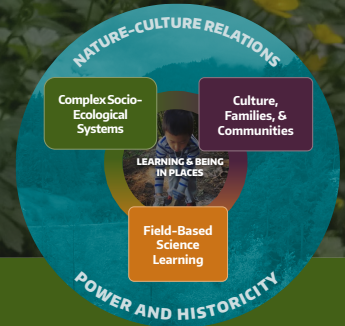 NATURE-CULTURE RELATIONS
Complex Socio-
Ecological
Systems
Culture,
Families, &
Communities
LEARNING & BEING
IN PLACES
Field-Based
Science
Learning
POWER AND HISTORICITY